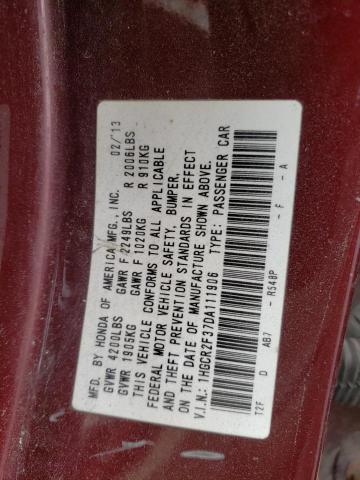 MFD. BY HONDA OF AMERICA MFG., INC. 02/13
GVWR 4200LBS GAWR F 2249LBS R 2006LBS
GVWR 1905KG GAWR F 1020KG R 910KG
THIS VEHICLE CONFORMS TO ALL APPLICABLE
FEDERAL MOTOR VEHICLE SAFETY, BUMPER,
AND THEFT PREVENTION STANDARDS IN EFFECT
ON THE DATE OF MANUFACTURE SHOWN ABOVE.
V.I.N.: 1HGCR2F37DA111906 TYPE: PASSENGER CAR
T2F D AB7 - R548P - F - A